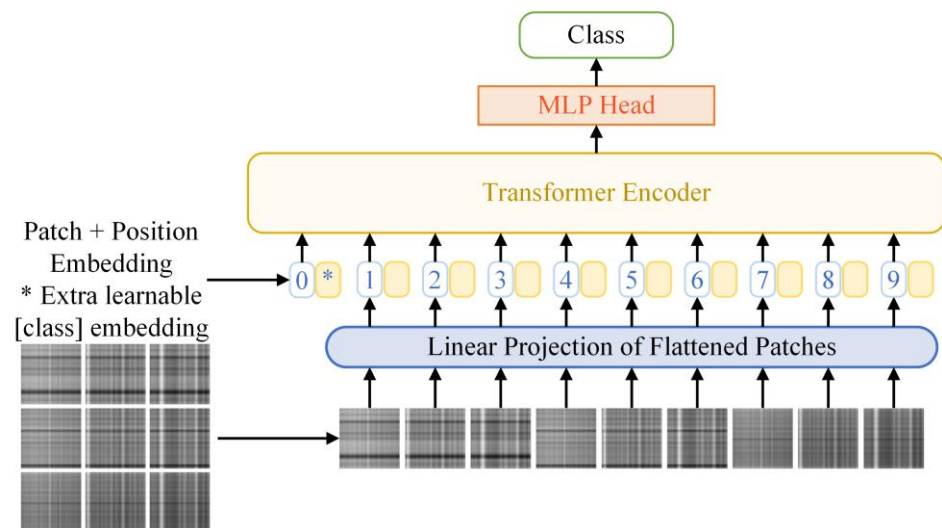 Class
MLP Head
Transformer Encoder
Patch + Position
Embedding
* Extra learnable
[class] embedding
0 * 1 2 3 4 5 6 7 8 9
Linear Projection of Flattened Patches